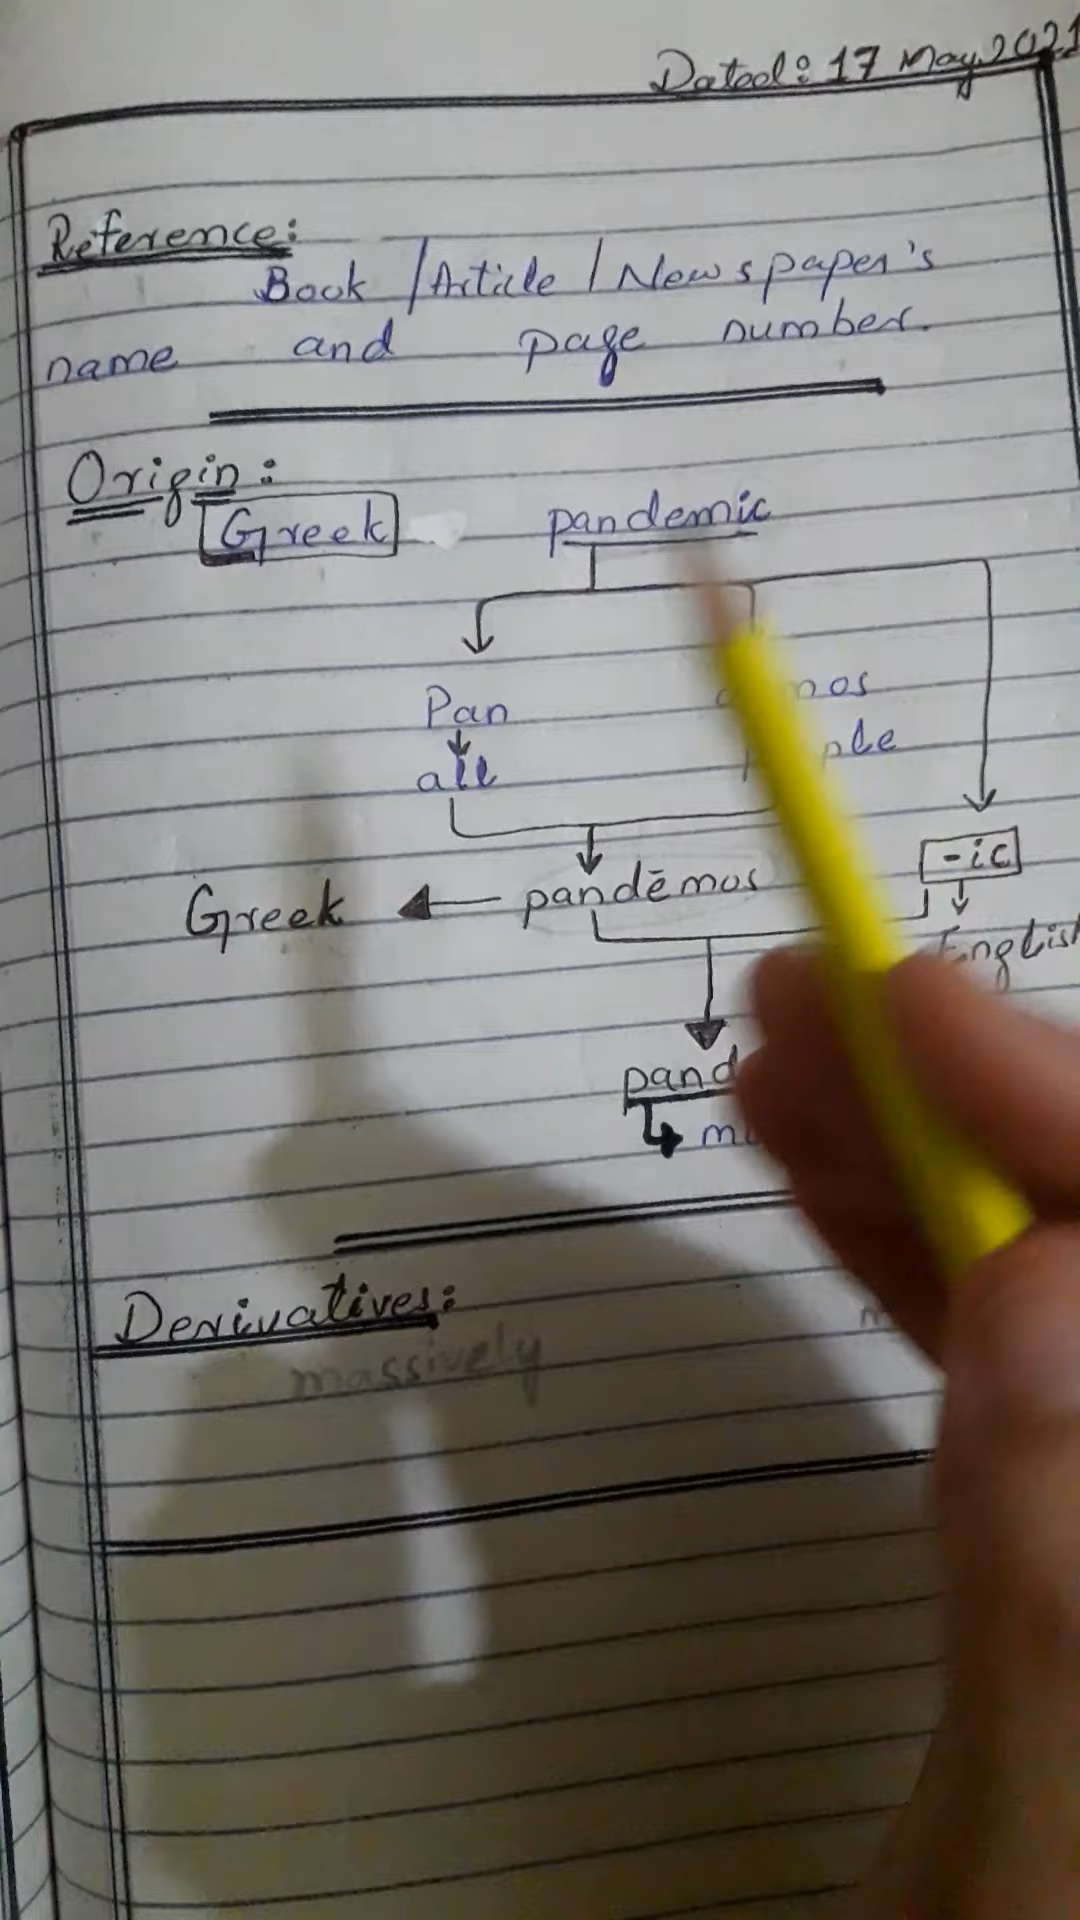 Dated: 17 May, 2021
Reference:
Book / Article / Newspaper's
name and page number.
Origin:
Greek
pandemic
Pan
all
Greek
pandēmos
-ic
Derivatives:
massively